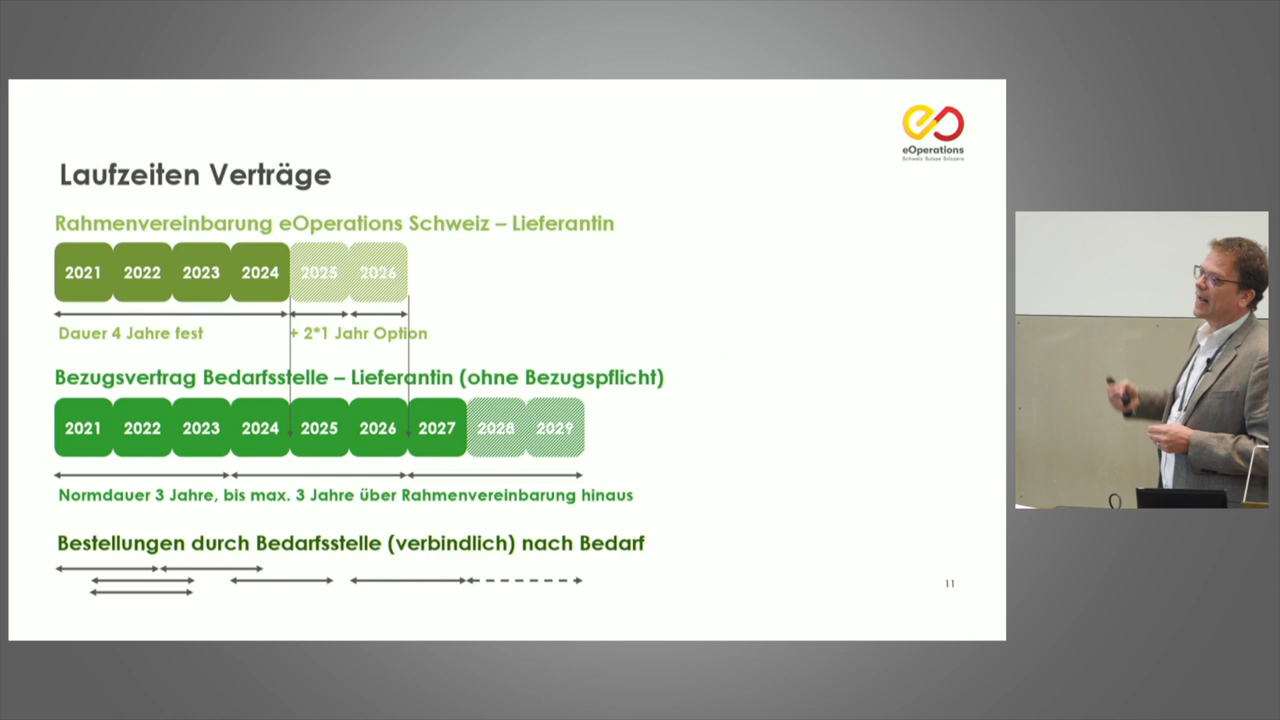 eOperations
Schweiz Suisse Svizzera
Laufzeiten Verträge
Rahmenvereinbarung eOperations Schweiz – Lieferantin
2021 2022 2023 2024 2025 2026
Dauer 4 Jahre fest + 2*1 Jahr Option
Bezugsvertrag Bedarfsstelle – Lieferantin (ohne Bezugspflicht)
2021 2022 2023 2024 2025 2026 2027 2028 2029
Normdauer 3 Jahre, bis max. 3 Jahre über Rahmenvereinbarung hinaus
Bestellungen durch Bedarfsstelle (verbindlich) nach Bedarf
11